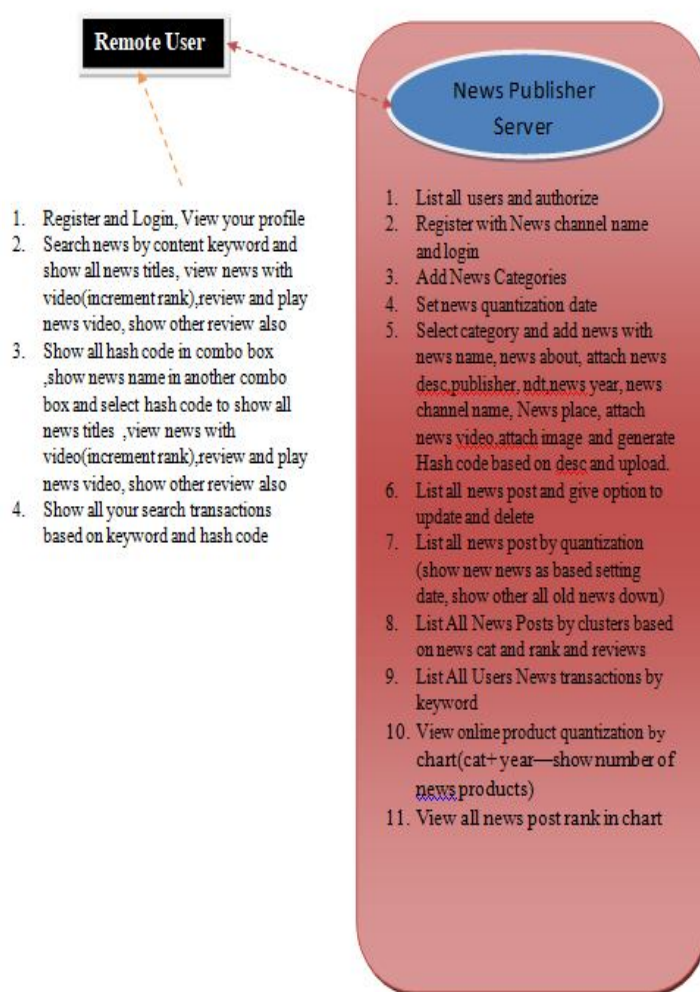 Remote User
1. Register and Login, View your profile
2. Search news by content keyword and
show all news titles, view news with
video(increment rank),review and play
news video, show other review also
3. Show all hash code in combo box
,show news name in another combo
box and select hash code to show all
news titles ,view news with
video(increment rank),review and play
news video, show other review also
4. Show all your search transactions
based on keyword and hash code
News Publisher
Server
1. List all users and authorize
2. Register with News channel name
and login
3. Add News Categories
4. Set news quantization date
5. Select category and add news with
news name, news about, attach news
desc,publisher, ndt,news year, news
channel name, News place, attach
news video,attach image and generate
Hash code based on desc and upload.
6. List all news post and give option to
update and delete
7. List all news post by quantization
(show new news as based setting
date, show other all old news down)
8. List All News Posts by clusters based
on news cat and rank and reviews
9. List All Users News transactions by
keyword
10. View online product quantization by
chart(cat+ year—show number of
news products)
11. View all news post rank in chart